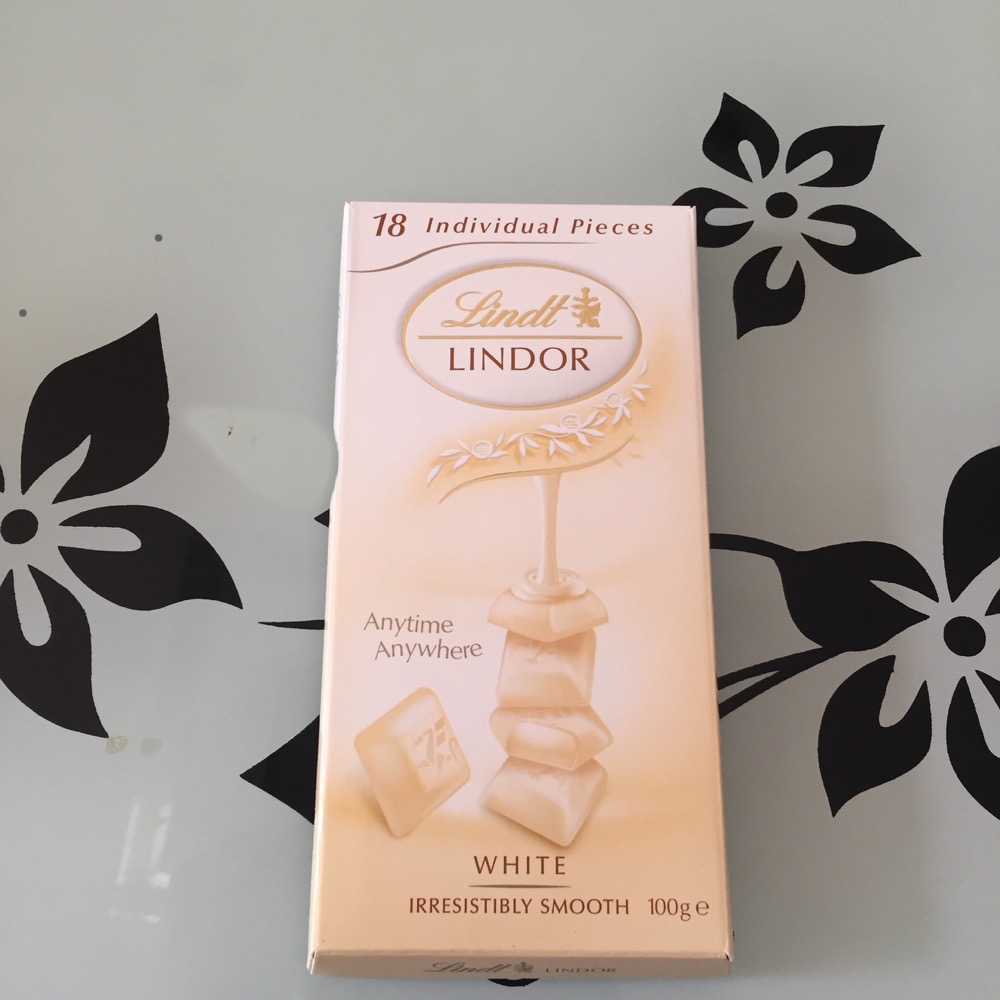 18 Individual Pieces
Lindt
LINDOR
Anytime
Anywhere
WHITE
IRRESISTIBLY SMOOTH 100g ℮
Lindt LINDOR